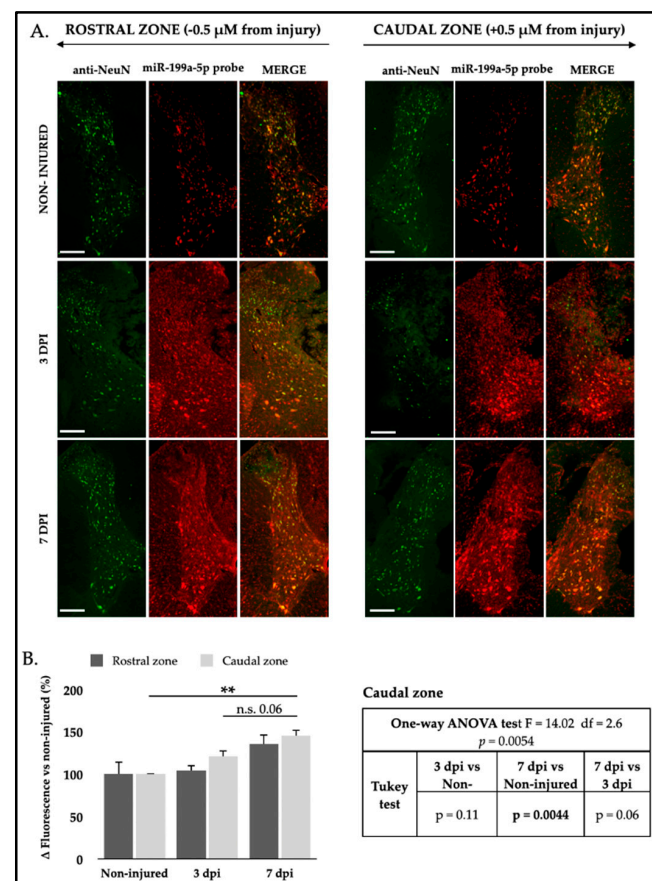 A.
ROSTRAL ZONE (-0.5 μM from injury)
CAUDAL ZONE (+0.5 μM from injury)
anti-NeuN miR-199a-5p probe MERGE
anti-NeuN miR-199a-5p probe MERGE
NON- INJURED
3 DPI
7 DPI
B.
Rostral zone Caudal zone
Δ Fluorescence vs non-injured (%)
200
150
100
50
0
**
n.s. 0.06
Non-injured 3 dpi 7 dpi
Caudal zone
One-way ANOVA test F = 14.02 df = 2.6
p = 0.0054
Tukey test
3 dpi vs Non-
7 dpi vs Non-injured
7 dpi vs 3 dpi
p = 0.11
p = 0.0044
p = 0.06